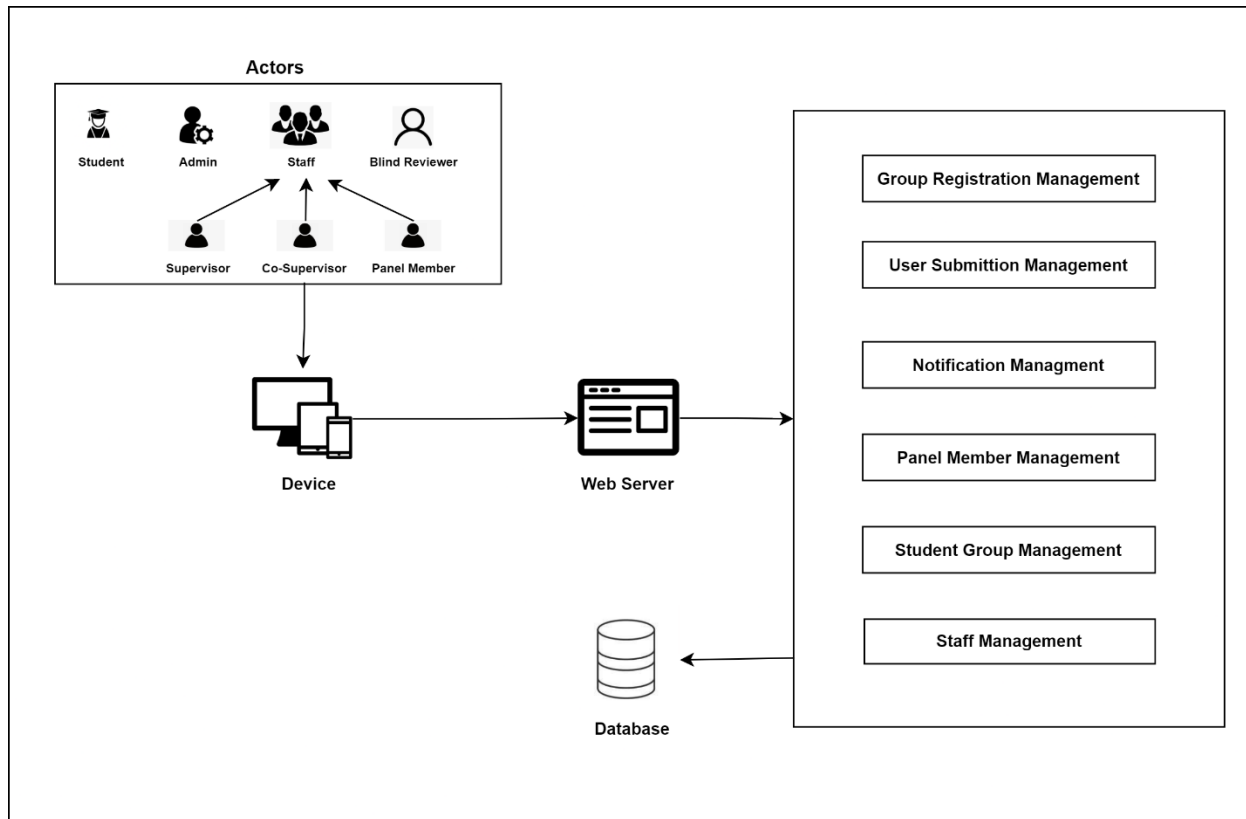 Actors
Student
Admin
Staff
Blind Reviewer
Supervisor
Co-Supervisor
Panel Member
Device
Web Server
Database
Group Registration Management
User Submittion Management
Notification Managment
Panel Member Management
Student Group Management
Staff Management